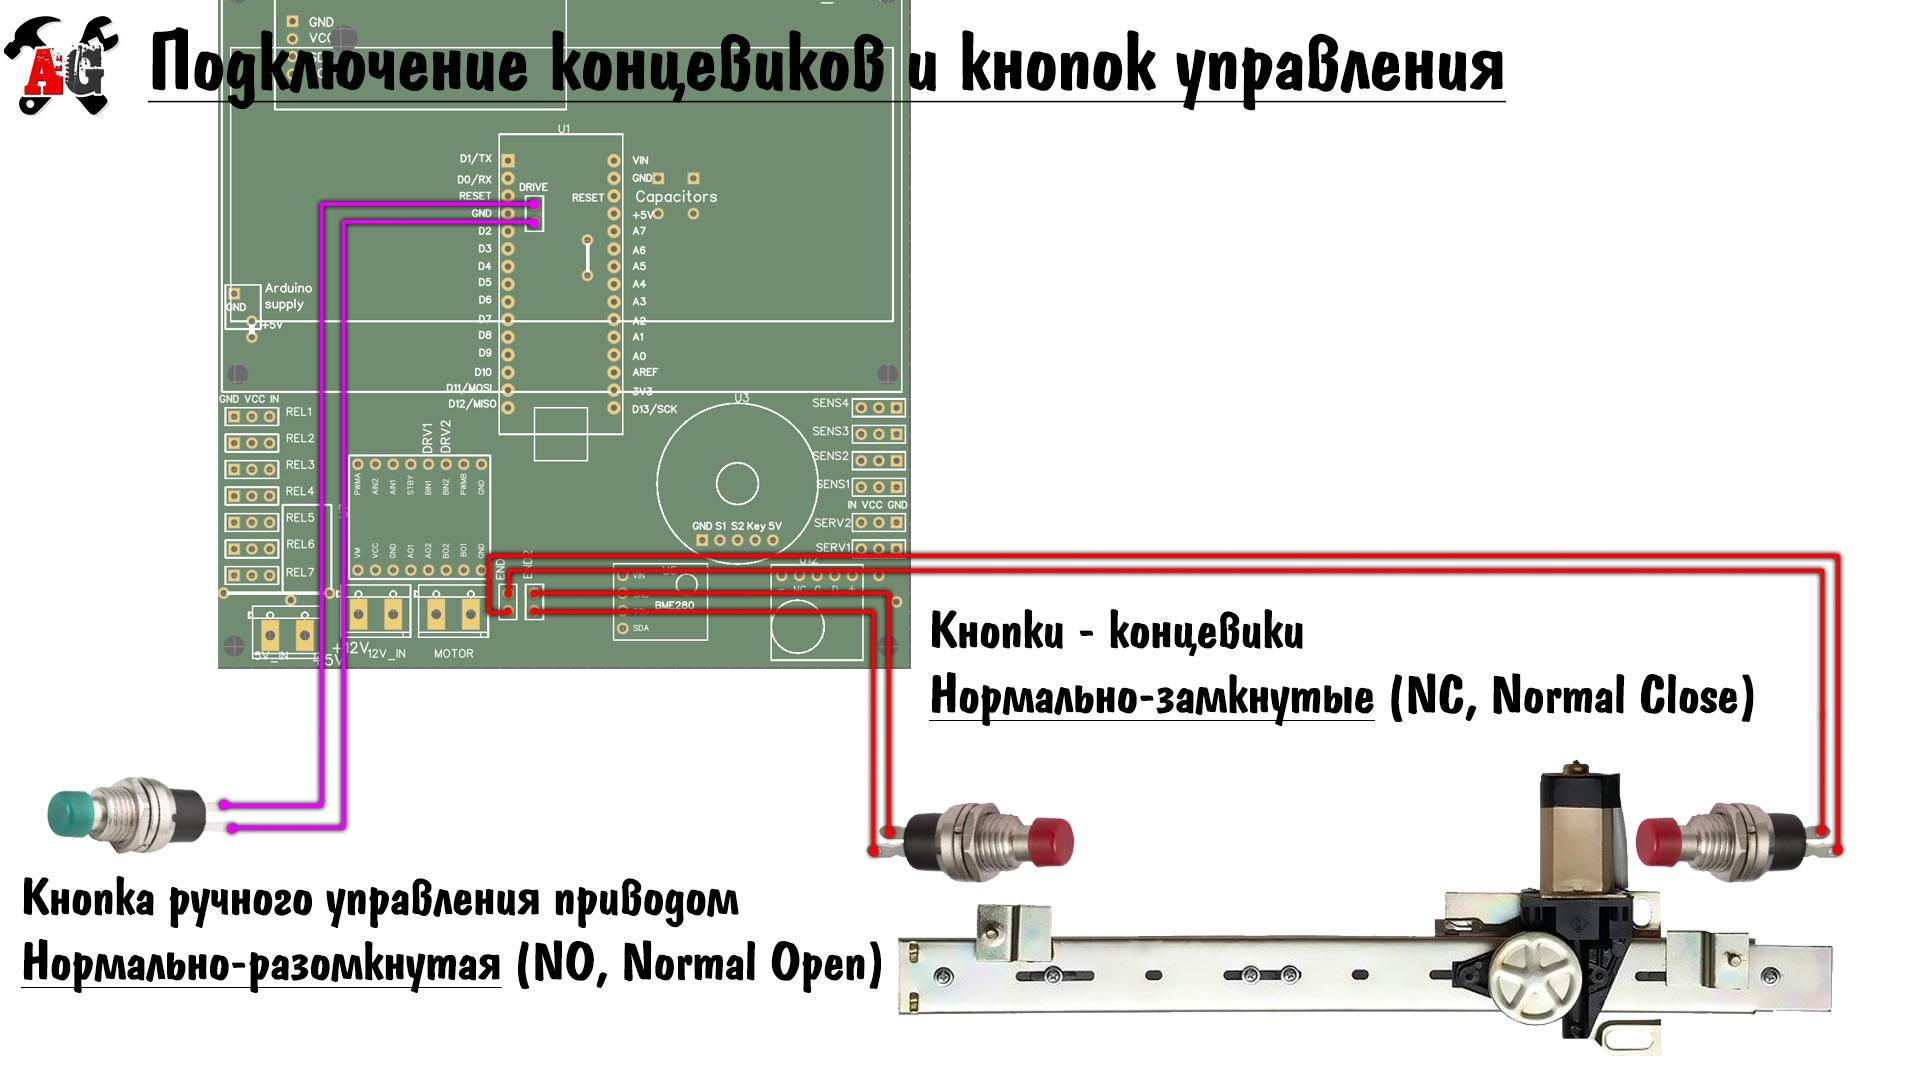 AG
Подключение концевиков и кнопок управления
GND
VCC
U1
D1/TX
D0/RX
RESET
GND
D2
D3
D4
D5
D6
D7
D8
D9
D10
D11/MOSI
D12/MISO
DRIVE
RESET
VIN
GND
+5V
A7
A6
A5
A4
A3
A2
A1
A0
AREF
3V3
D13/SCK
Capacitors
Arduino
supply
GND
+5V
GND VCC IN
REL1
REL2
REL3
REL4
REL5
REL6
REL7
DRV1
DRV2
PWMA
AIN2
AIN1
STBY
BIN1
BIN2
PWMB
GND
VM
VCC
GND
AO1
AO2
BO2
BO1
GND
U3
GND S1 S2 Key 5V
SENS4
SENS3
SENS2
SENS1
IN VCC GND
SERV2
SERV1
U12
VIN
BME280
SDA
5V_IN
+5V
+12V
12V_IN
MOTOR
Кнопки - концевики
Нормально-замкнутые (NC, Normal Close)
Кнопка ручного управления приводом
Нормально-разомкнутая (NO, Normal Open)